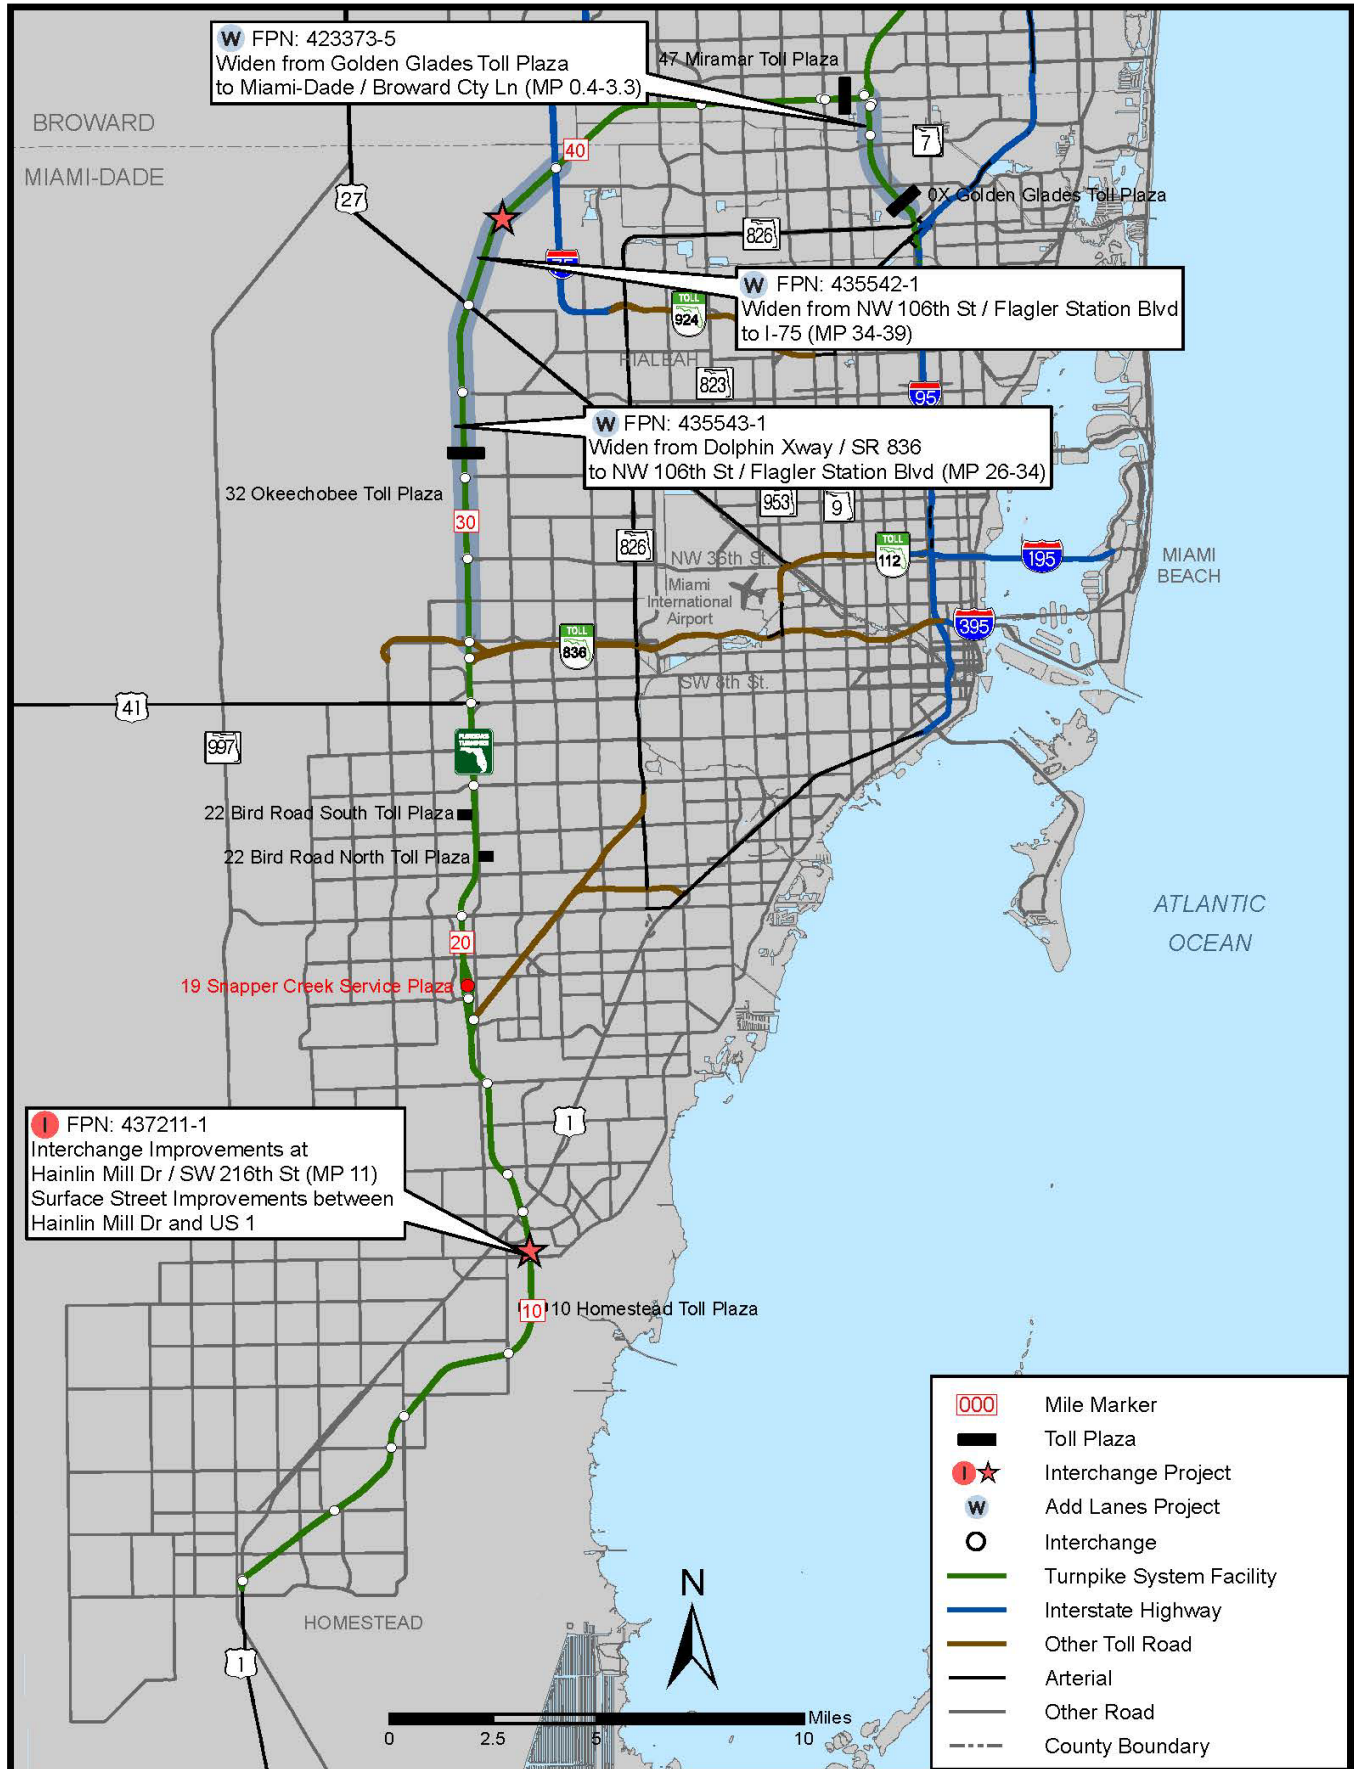 W FPN: 423373-5
Widen from Golden Glades Toll Plaza
to Miami-Dade / Broward Cty Ln (MP 0.4-3.3)
47 Miramar Toll Plaza
BROWARD
MIAMI-DADE
40
7
27
0X Golden Glades Toll Plaza
826
W FPN: 435542-1
Widen from NW 106th St / Flagler Station Blvd
to I-75 (MP 34-39)
TOLL
924
HIALEAH
823
95
W FPN: 435543-1
Widen from Dolphin Xway / SR 836
to NW 106th St / Flagler Station Blvd (MP 26-34)
32 Okeechobee Toll Plaza
953
9
30
826
NW 36th St.
TOLL
112
195
MIAMI
BEACH
Miami
International
Airport
395
TOLL
836
SW 8th St.
41
997
FLORIDA'S
TURNPIKE
22 Bird Road South Toll Plaza
22 Bird Road North Toll Plaza
ATLANTIC
OCEAN
20
19 Snapper Creek Service Plaza
I FPN: 437211-1
Interchange Improvements at
Hainlin Mill Dr / SW 216th St (MP 11)
Surface Street Improvements between
Hainlin Mill Dr and US 1
1
10
10 Homestead Toll Plaza
HOMESTEAD
1
N
Miles
0 2.5 5 10
000 Mile Marker
Toll Plaza
I Interchange Project
W Add Lanes Project
Interchange
Turnpike System Facility
Interstate Highway
Other Toll Road
Arterial
Other Road
County Boundary